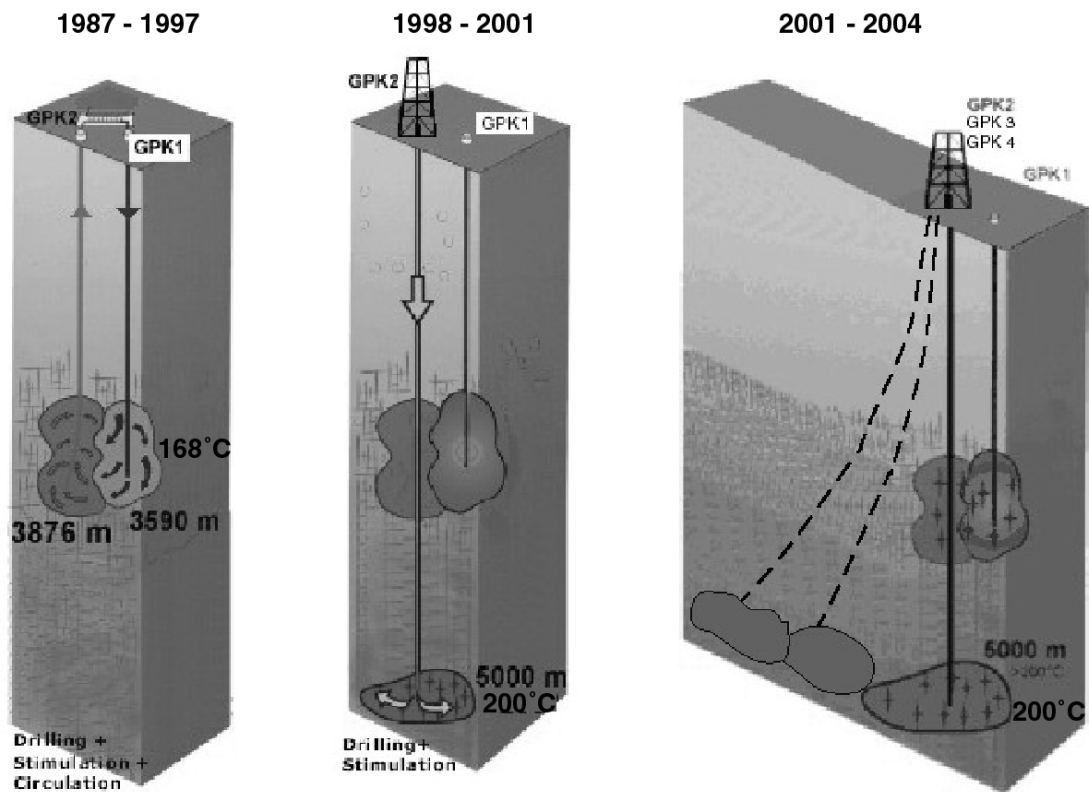 1987 - 1997
1998 - 2001
2001 - 2004
GPK2
GPK1
168°C
3876 m
3590 m
Drilling +
Stimulation +
Circulation
GPK2
GPK1
5000 m
200°C
Drilling+
Stimulation
GPK2
GPK 3
GPK 4
GPK1
5000 m
200°C